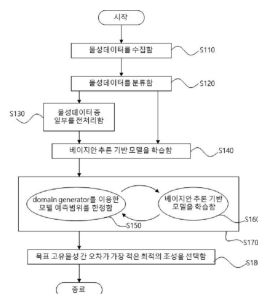 시작
물성데이터를 수집함
S110
물성데이터를 분류함
S120
S130
물성데이터 중
일부를 전처리함
베이지안 추론 기반 모델을 학습함
S140
domain generator를 이용한
모델 예측범위를 한정함
S150
베이지안 추론 기반
모델을 학습함
S160
S170
목표 고유물성 간 오차가 가장 적은 최적의 조성을 선택함
S18
종료